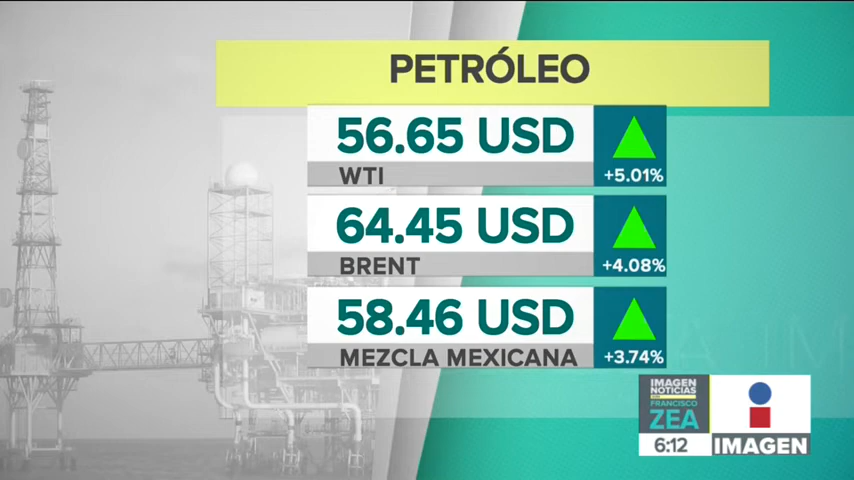 PETRÓLEO
56.65 USD
+5.01%
WTI
64.45 USD
+4.08%
BRENT
58.46 USD
+3.74%
MEZCLA MEXICANA
IMAGEN
NOTICIAS
FRANCISCO
ZEA
6:12
IMAGEN